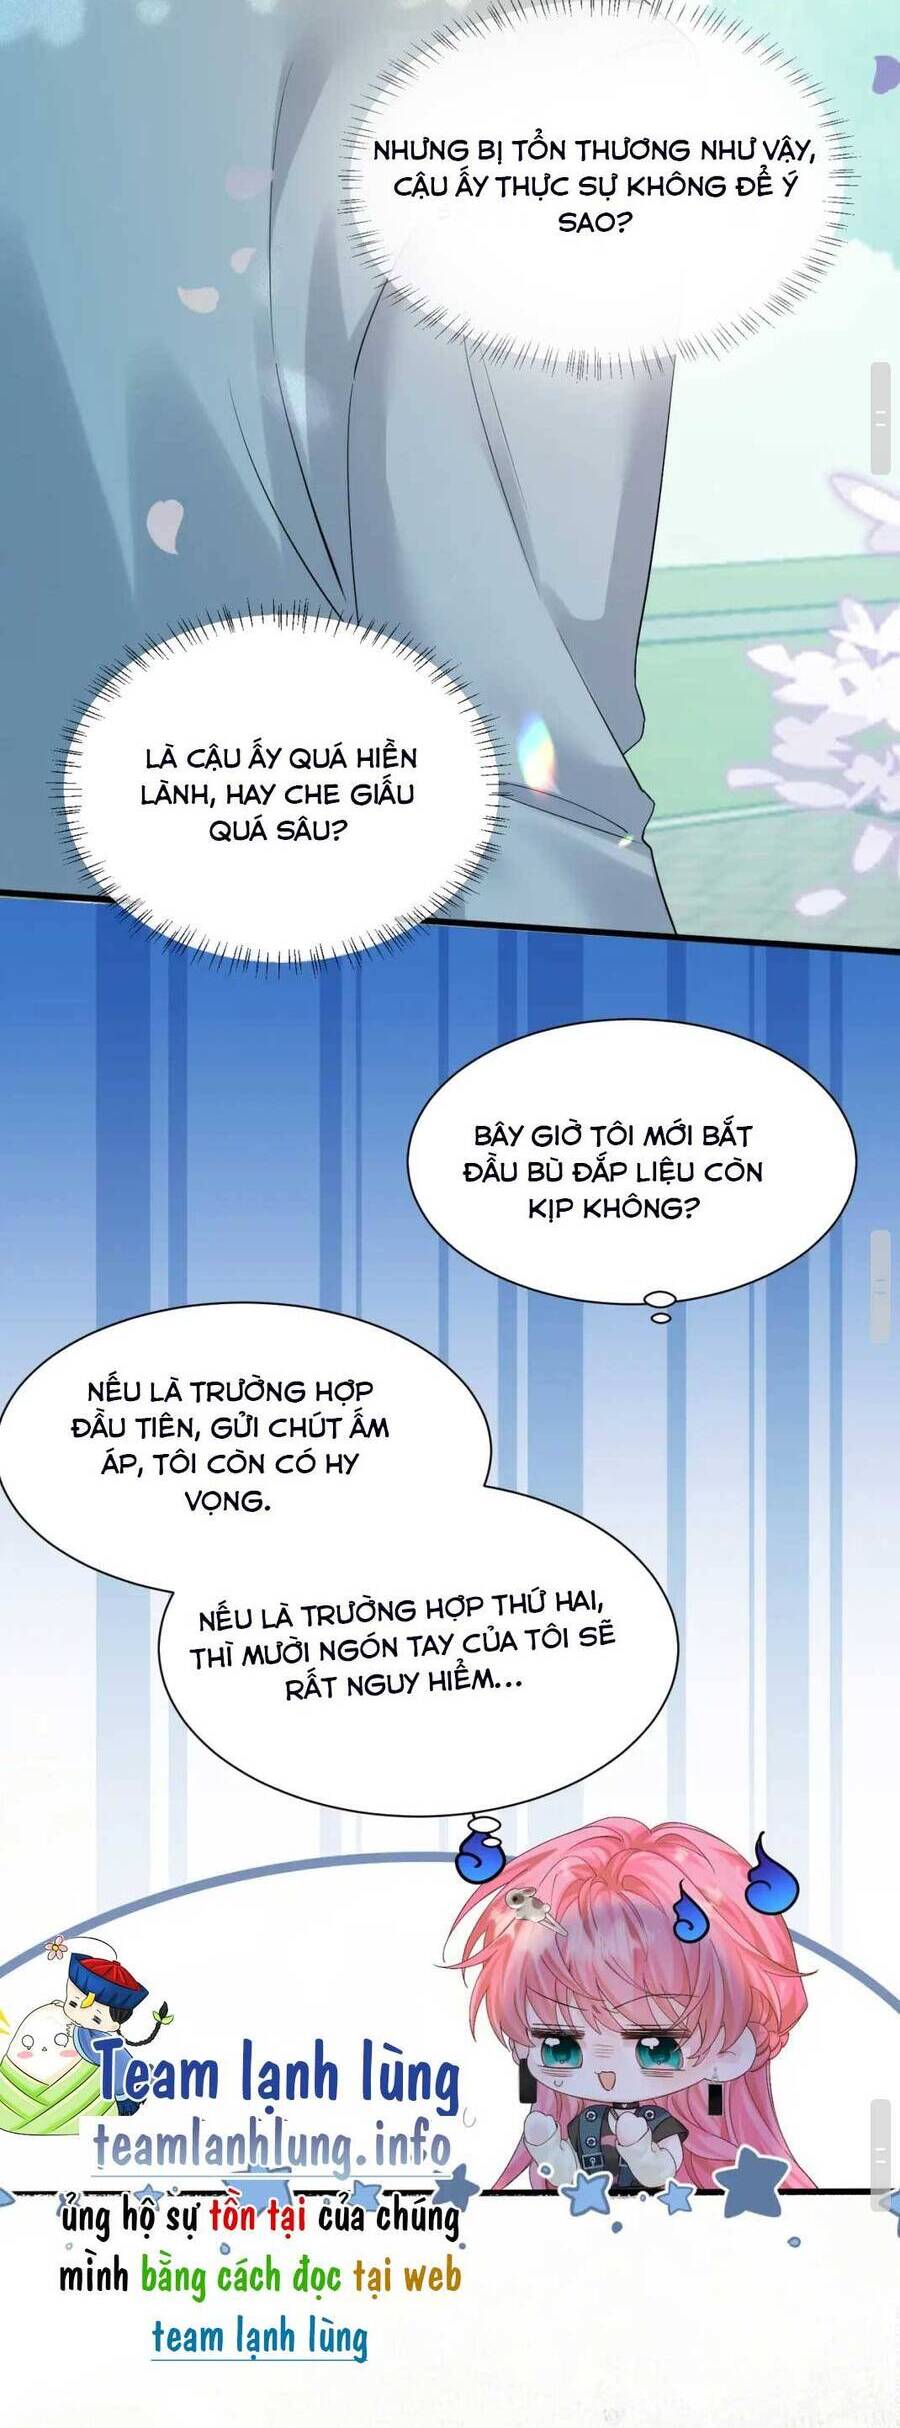 NHƯNG BỊ TỔN THƯƠNG NHƯ VẬY,
CẬU ẤY THỰC SỰ KHÔNG ĐỂ Ý
SAO?
LÀ CẬU ẤY QUÁ HIỀN
LÀNH, HAY CHE GIẤU
QUÁ SÂU?
BÂY GIỜ TÔI MỚI BẮT
ĐẦU BÙ ĐẮP LIỆU CÒN
KỊP KHÔNG?
NẾU LÀ TRƯỜNG HỢP
ĐẦU TIÊN, GỬI CHÚT ẤM
ÁP, TÔI CÒN CÓ HY
VỌNG.
NẾU LÀ TRƯỜNG HỢP THỨ HAI,
THÌ MƯỜI NGÓN TAY CỦA TÔI SẼ
RẤT NGUY HIỂM...
Team lạnh lùng
teamlanhlung.info
ủng hộ sự tồn tại của chúng
mình bằng cách đọc tại web
team lạnh lùng